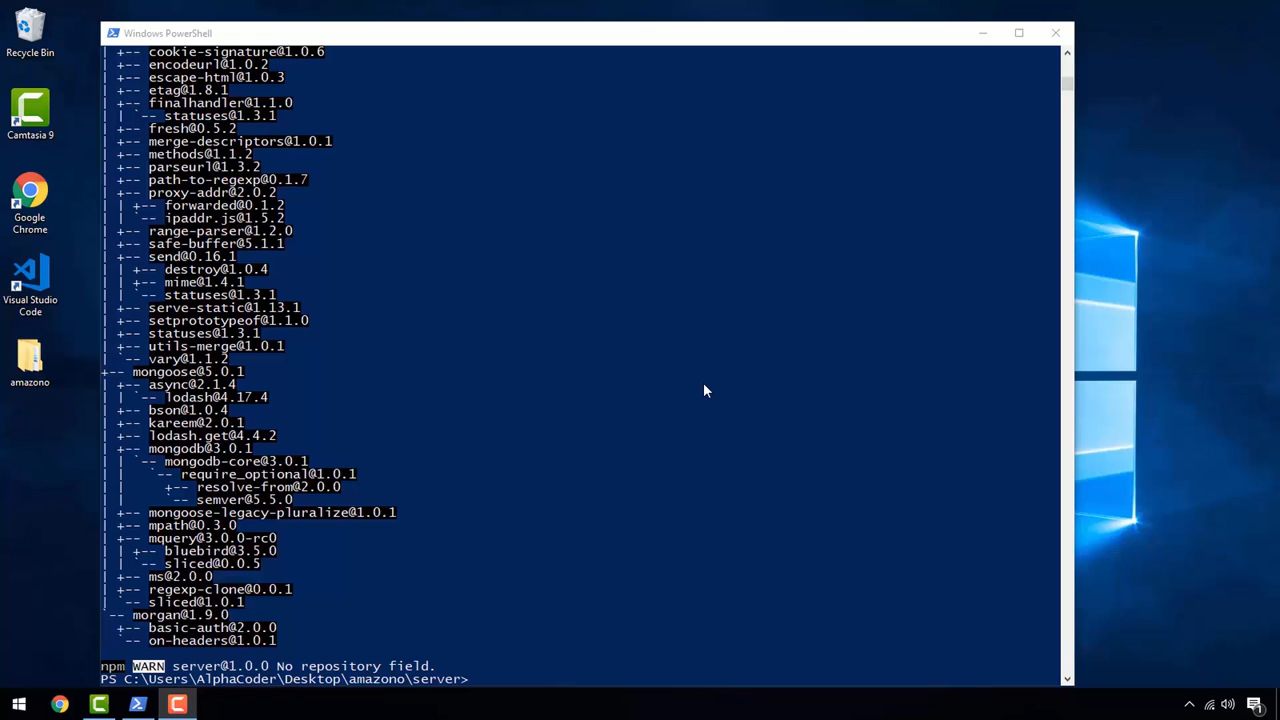 Recycle Bin
Camtasia 9
Google
Chrome
Visual Studio
Code
amazono
Windows PowerShell
| +-- cookie-signature@1.0.6
| +-- encodeurl@1.0.2
| +-- escape-html@1.0.3
| +-- etag@1.8.1
| +-- finalhandler@1.1.0
| | `-- statuses@1.3.1
| +-- fresh@0.5.2
| +-- merge-descriptors@1.0.1
| +-- methods@1.1.2
| +-- parseurl@1.3.2
| +-- path-to-regexp@0.1.7
| +-- proxy-addr@2.0.2
| | +-- forwarded@0.1.2
| | `-- ipaddr.js@1.5.2
| +-- range-parser@1.2.0
| +-- safe-buffer@5.1.1
| +-- send@0.16.1
| | +-- destroy@1.0.4
| | +-- mime@1.4.1
| | `-- statuses@1.3.1
| +-- serve-static@1.13.1
| +-- setprototypeof@1.1.0
| +-- statuses@1.3.1
| +-- utils-merge@1.0.1
| `-- vary@1.1.2
+-- mongoose@5.0.1
| +-- async@2.1.4
| | `-- lodash@4.17.4
| +-- bson@1.0.4
| +-- kareem@2.0.1
| +-- lodash.get@4.4.2
| +-- mongodb@3.0.1
| | `-- mongodb-core@3.0.1
| |   `-- require_optional@1.0.1
| |     +-- resolve-from@2.0.0
| |     `-- semver@5.5.0
| +-- mongoose-legacy-pluralize@1.0.1
| +-- mpath@0.3.0
| +-- mquery@3.0.0-rc0
| | +-- bluebird@3.5.0
| | `-- sliced@0.0.5
| +-- ms@2.0.0
| +-- regexp-clone@0.0.1
| `-- sliced@1.0.1
`-- morgan@1.9.0
  +-- basic-auth@2.0.0
  `-- on-headers@1.0.1
npm WARN server@1.0.0 No repository field.
PS C:\Users\AlphaCoder\Desktop\amazono\server>